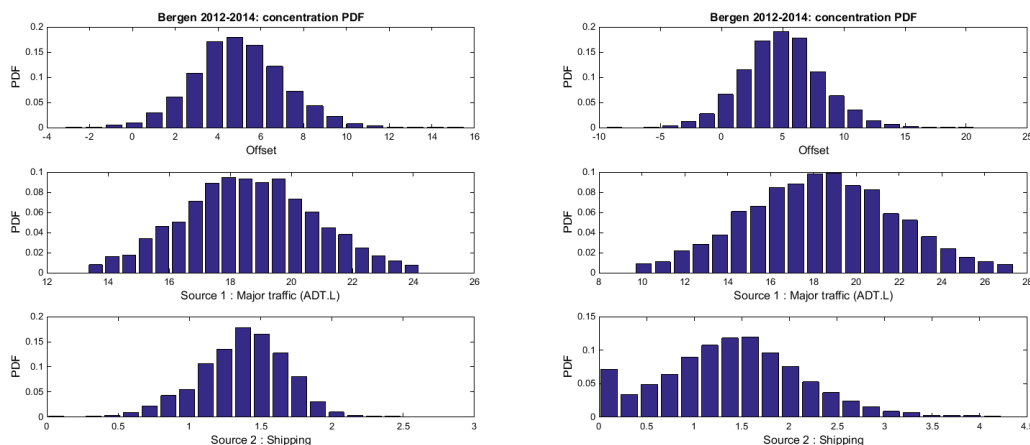 Bergen 2012-2014: concentration PDF
0.2
0.15
0.1
0.05
0
PDF
-4 -2 0 2 4 6 8 10 12 14 16
Offset
0.1
0.08
0.06
0.04
0.02
0
PDF
12 14 16 18 20 22 24 26
Source 1 : Major traffic (ADT.L)
0.2
0.15
0.1
0.05
0
PDF
0 0.5 1 1.5 2 2.5 3
Source 2 : Shipping
Bergen 2012-2014: concentration PDF
0.2
0.15
0.1
0.05
0
PDF
-10 -5 0 5 10 15 20 25
Offset
0.1
0.08
0.06
0.04
0.02
0
PDF
8 10 12 14 16 18 20 22 24 26 28
Source 1 : Major traffic (ADT.L)
0.15
0.1
0.05
0
PDF
0 0.5 1 1.5 2 2.5 3 3.5 4 4.5
Source 2 : Shipping